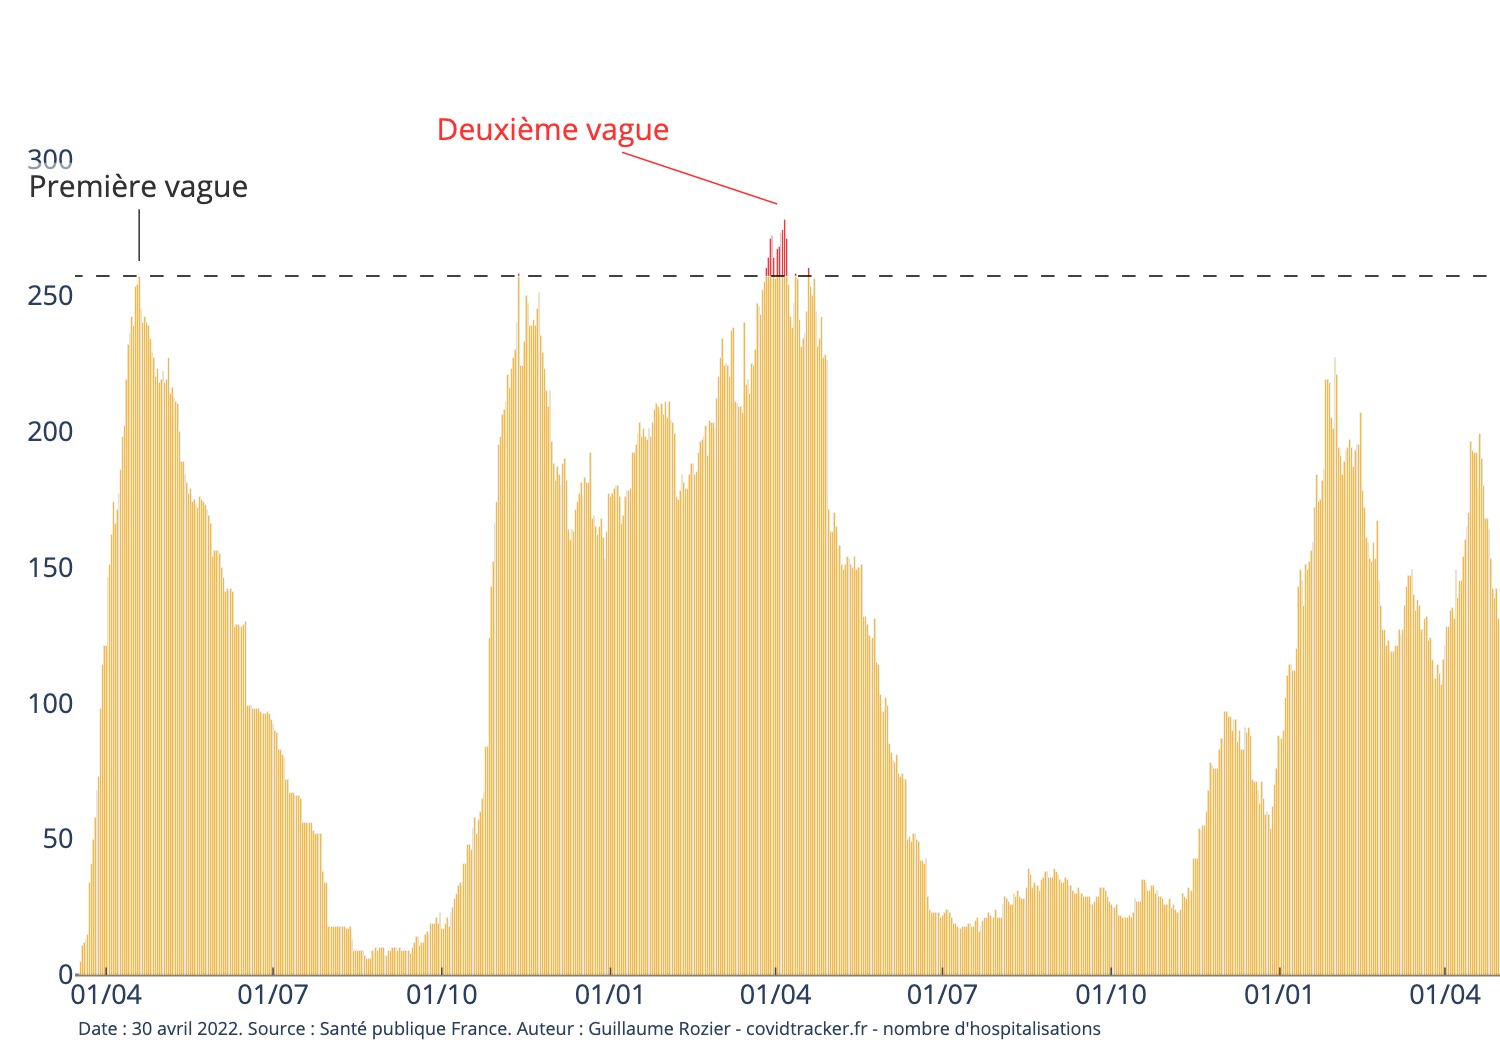 Deuxième vague
300
Première vague
250
200
150
100
50
0
01/04 01/07 01/10 01/01 01/04 01/07 01/10 01/01 01/04
Date : 30 avril 2022. Source : Santé publique France. Auteur : Guillaume Rozier - covidtracker.fr - nombre d'hospitalisations